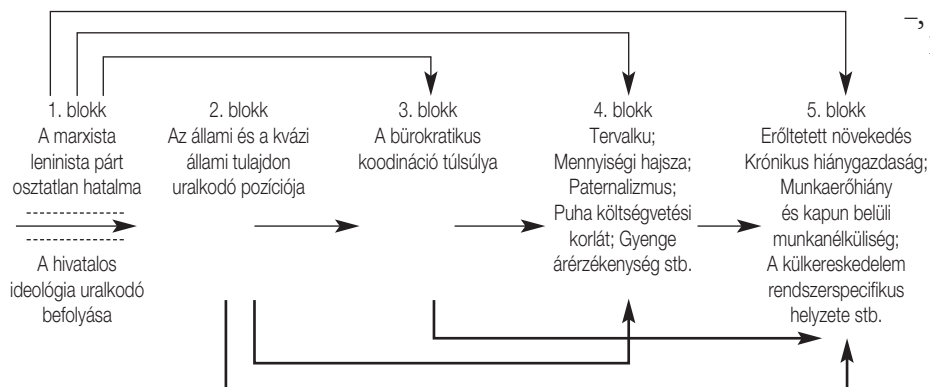 –,
1. blokk
A marxista
leninista párt
osztatlan hatalma
A hivatalos
ideológia uralkodó
befolyása
2. blokk
Az állami és a kvázi
állami tulajdon
uralkodó pozíciója
3. blokk
A bürokratikus
koodináció túlsúlya
4. blokk
Tervalku;
Mennyiségi hajsza;
Paternalizmus;
Puha költségvetési
korlát; Gyenge
árérzékenység stb.
5. blokk
Erőltetett növekedés
Krónikus hiánygazdaság;
Munkaerőhiány
és kapun belüli
munkanélküliség;
A külkereskedelem
rendszerspecifikus
helyzete stb.